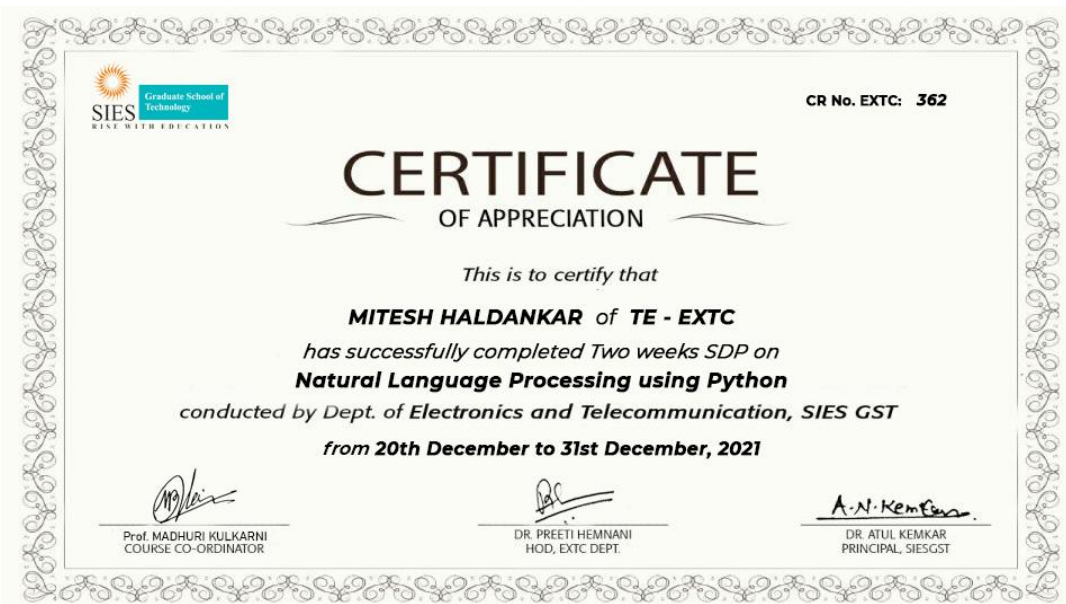 Graduate School of
Technology
SIES
RISE WITH EDUCATION
CR No. EXTC: 362
CERTIFICATE
OF APPRECIATION
This is to certify that
MITESH HALDANKAR of TE - EXTC
has successfully completed Two weeks SDP on
Natural Language Processing using Python
conducted by Dept. of Electronics and Telecommunication, SIES GST
from 20th December to 31st December, 2021
A.N.Kemkar
Prof. MADHURI KULKARNI
COURSE CO-ORDINATOR
DR. PREETI HEMNANI
HOD, EXTC DEPT.
DR. ATUL KEMKAR
PRINCIPAL, SIESGST